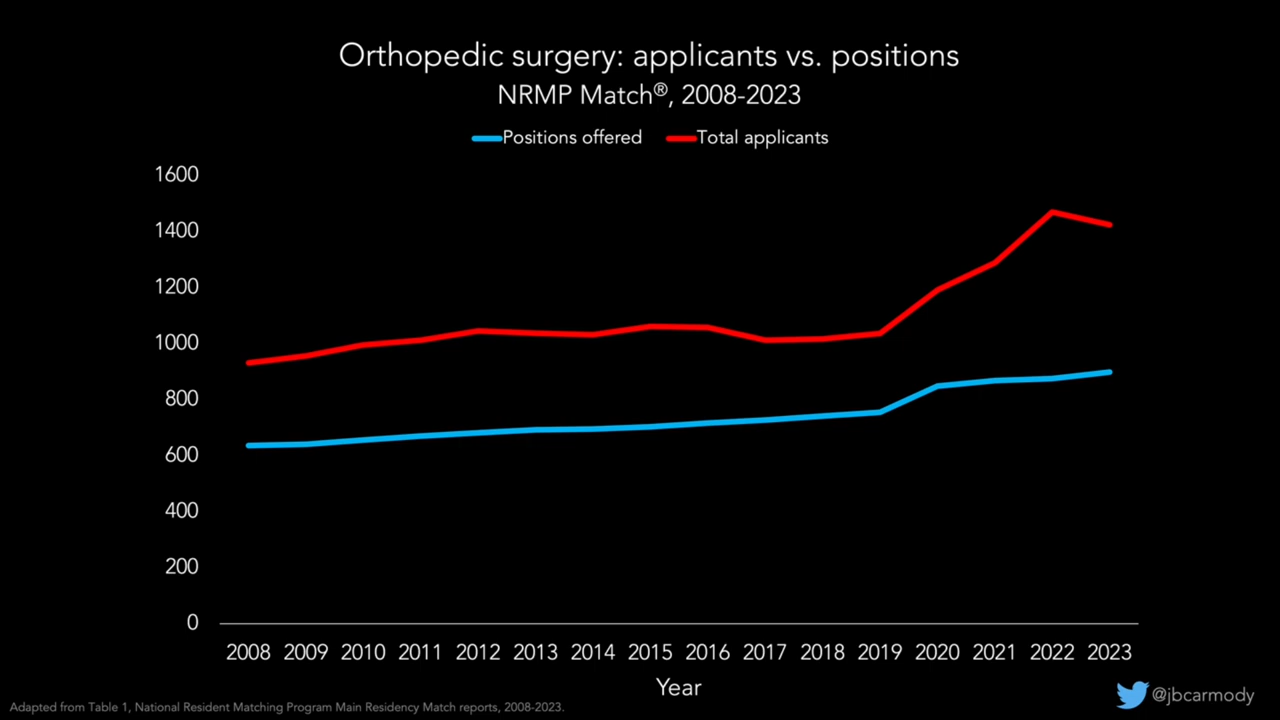 Orthopedic surgery: applicants vs. positions
NRMP Match®, 2008-2023
Positions offered Total applicants
1600
1400
1200
1000
800
600
400
200
0
2008 2009 2010 2011 2012 2013 2014 2015 2016 2017 2018 2019 2020 2021 2022 2023
Year
@jbcarmody
Adapted from Table 1, National Resident Matching Program Main Residency Match reports, 2008-2023.